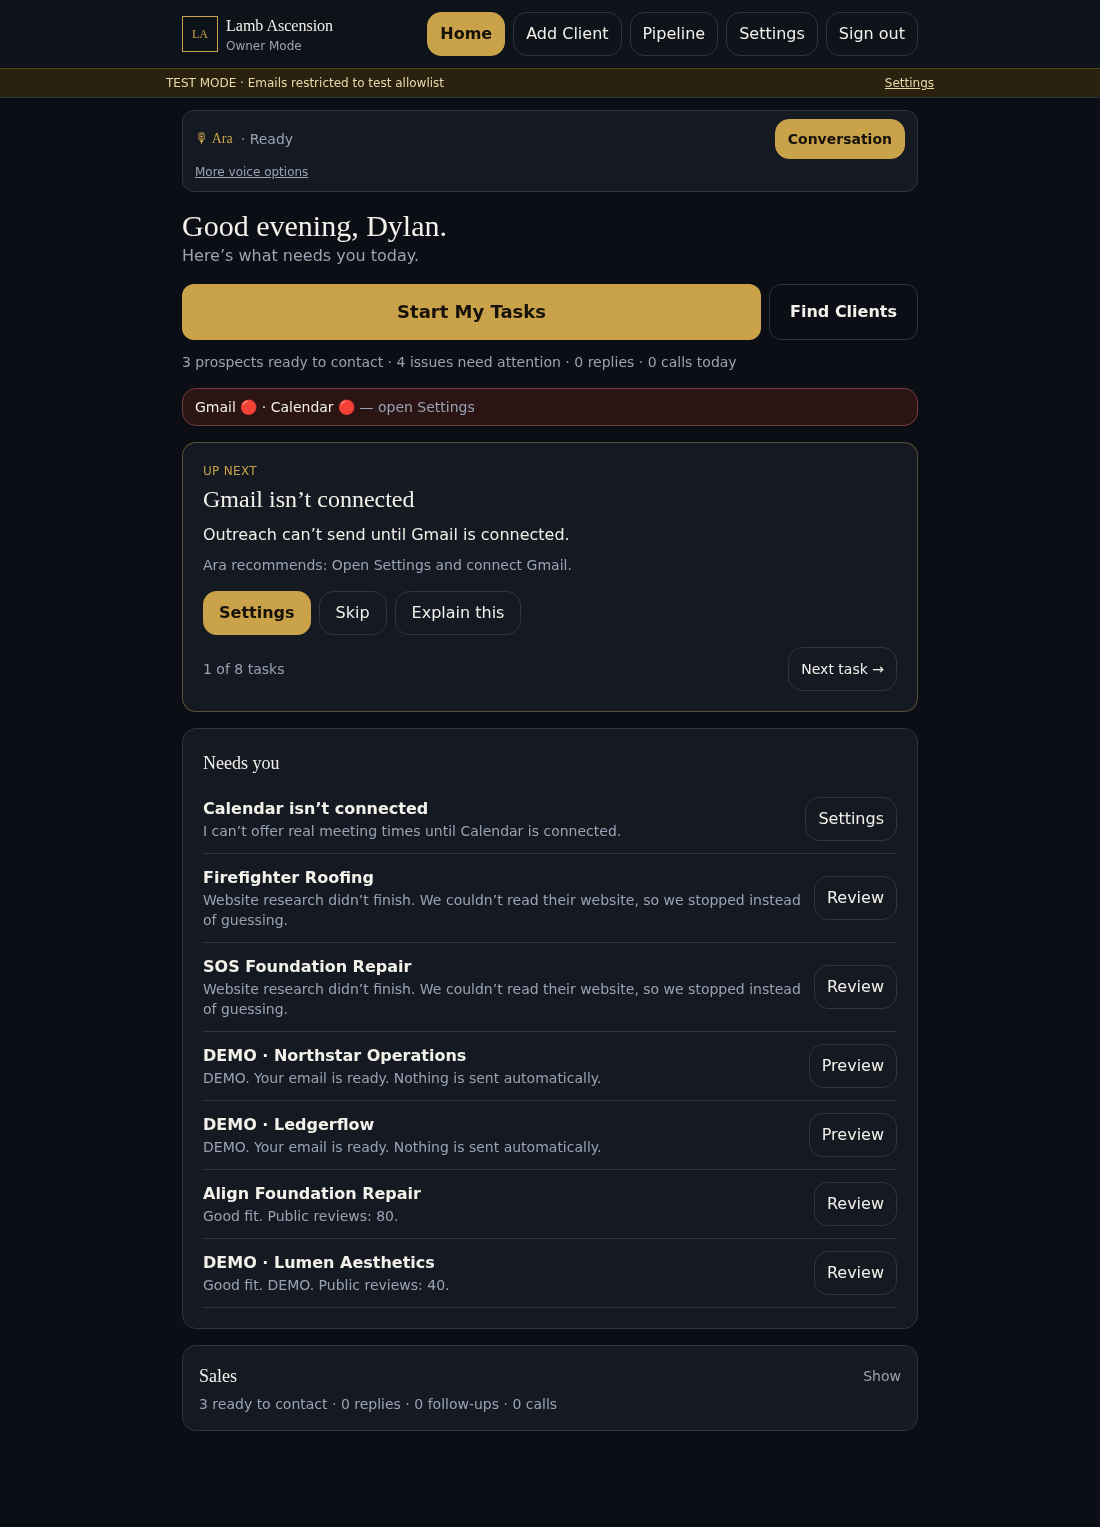 LA
Lamb Ascension
Owner Mode
Home
Add Client
Pipeline
Settings
Sign out
TEST MODE · Emails restricted to test allowlist
Settings
🎙 Ara · Ready
Conversation
More voice options
Good evening, Dylan.
Here’s what needs you today.
Start My Tasks
Find Clients
3 prospects ready to contact · 4 issues need attention · 0 replies · 0 calls today
Gmail 🔴 · Calendar 🔴 — open Settings
UP NEXT
Gmail isn’t connected
Outreach can’t send until Gmail is connected.
Ara recommends: Open Settings and connect Gmail.
Settings
Skip
Explain this
1 of 8 tasks
Next task →
Needs you
Calendar isn’t connected
I can’t offer real meeting times until Calendar is connected.
Settings
Firefighter Roofing
Website research didn’t finish. We couldn’t read their website, so we stopped instead
of guessing.
Review
SOS Foundation Repair
Website research didn’t finish. We couldn’t read their website, so we stopped instead
of guessing.
Review
DEMO · Northstar Operations
DEMO. Your email is ready. Nothing is sent automatically.
Preview
DEMO · Ledgerflow
DEMO. Your email is ready. Nothing is sent automatically.
Preview
Align Foundation Repair
Good fit. Public reviews: 80.
Review
DEMO · Lumen Aesthetics
Good fit. DEMO. Public reviews: 40.
Review
Sales
Show
3 ready to contact · 0 replies · 0 follow-ups · 0 calls